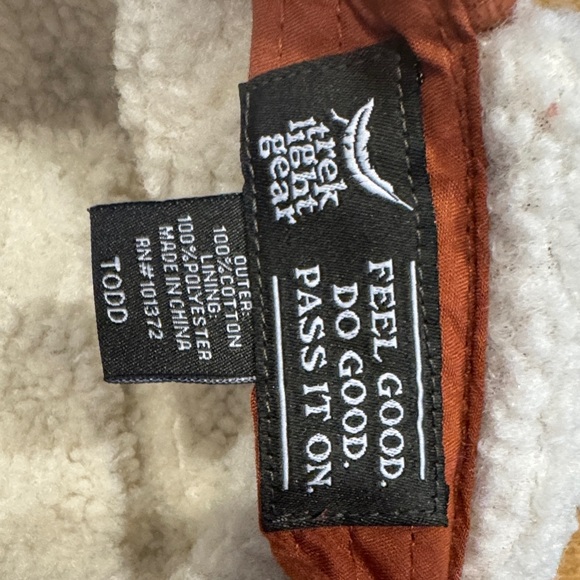 trek
light
gear
FEEL GOOD.
DO GOOD.
PASS IT ON.
OUTER:
100%COTTON
LINING:
100%POLYESTER
MADE IN CHINA
RN#101372
TODD